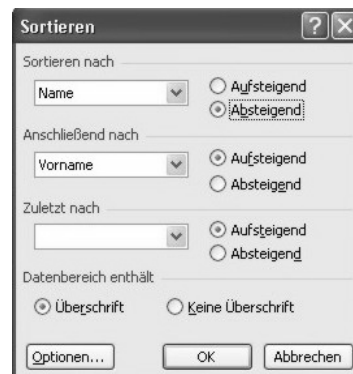 Sortieren
Sortieren nach
Name
Aufsteigend
Absteigend
Anschließend nach
Vorname
Aufsteigend
Absteigend
Zuletzt nach
Aufsteigend
Absteigend
Datenbereich enthält
Überschrift Keine Überschrift
Optionen... OK Abbrechen